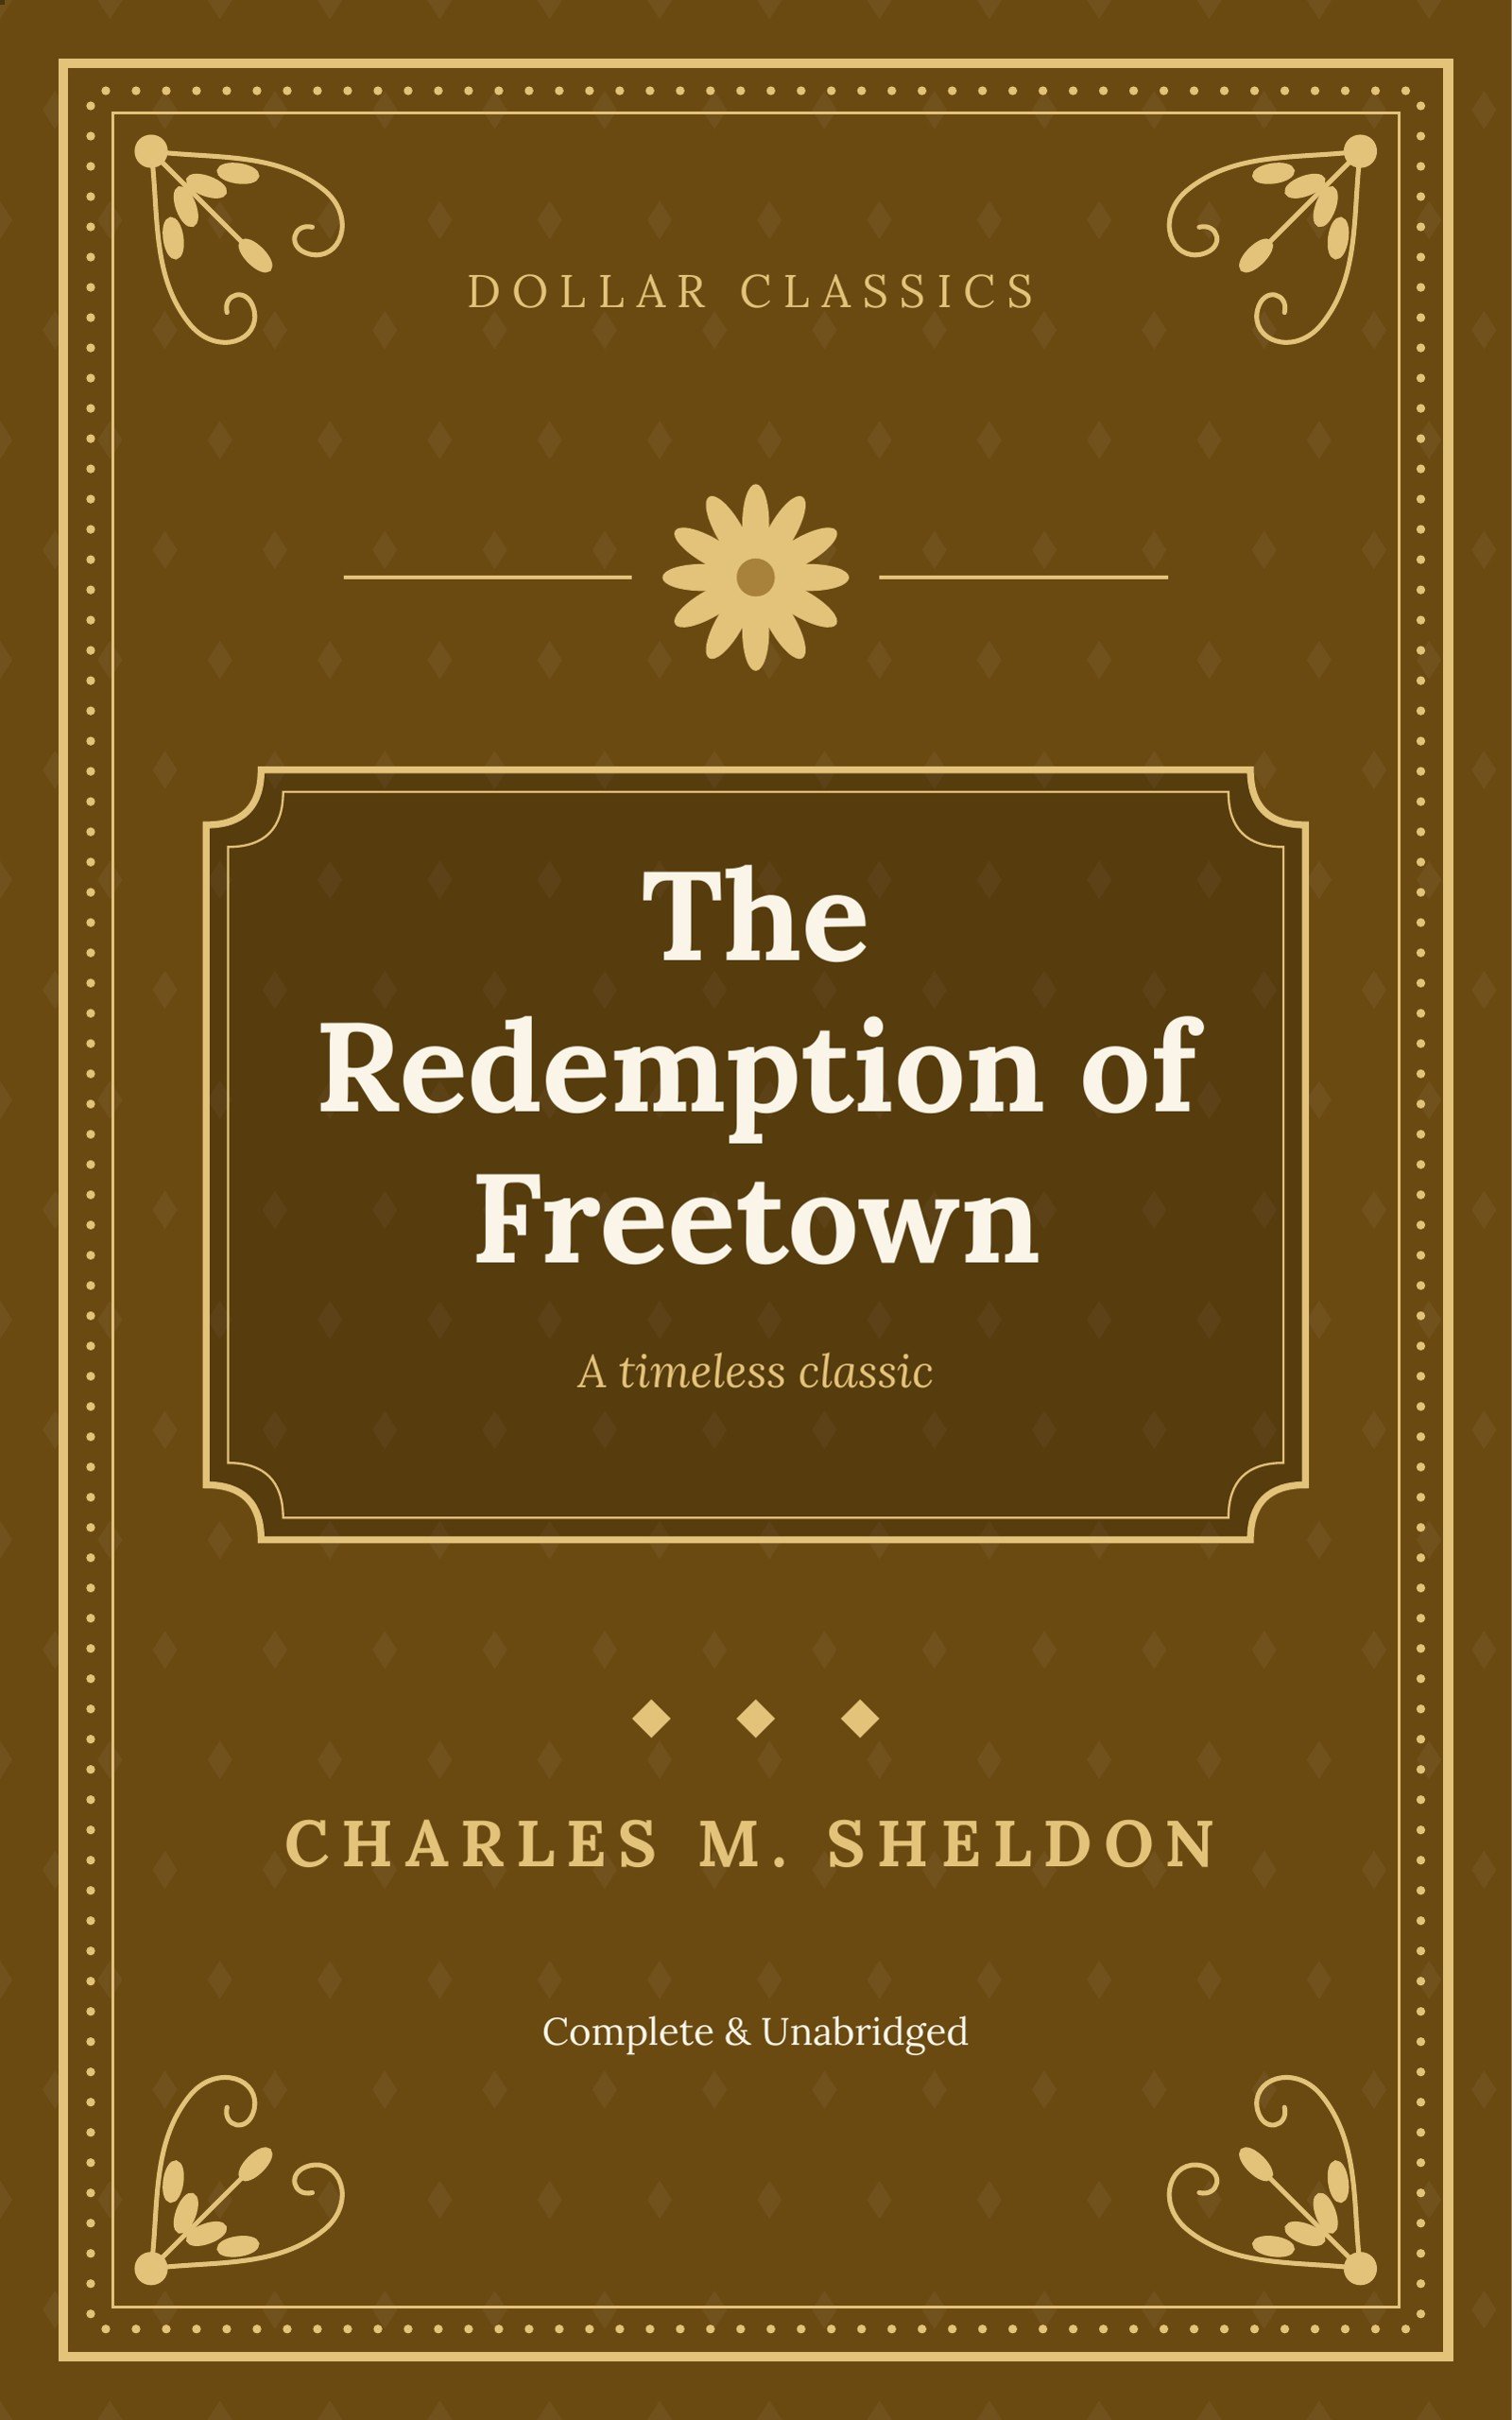 DOLLAR CLASSICS
The
Redemption of
Freetown
A timeless classic
CHARLES M. SHELDON
Complete & Unabridged